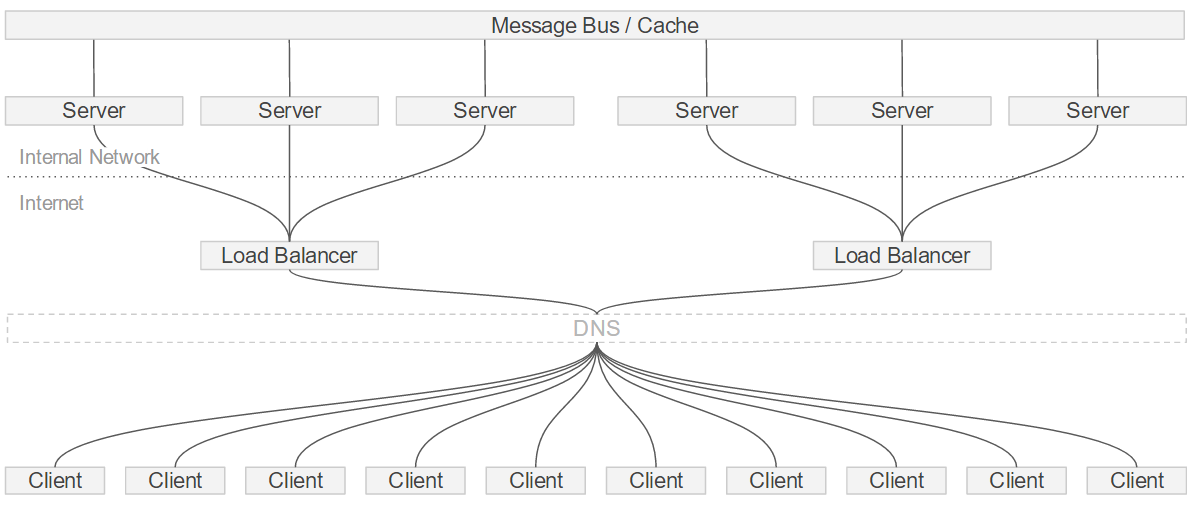 Message Bus / Cache
Server
Server
Server
Server
Server
Server
Internal Network
Internet
Load Balancer
Load Balancer
DNS
Client
Client
Client
Client
Client
Client
Client
Client
Client
Client